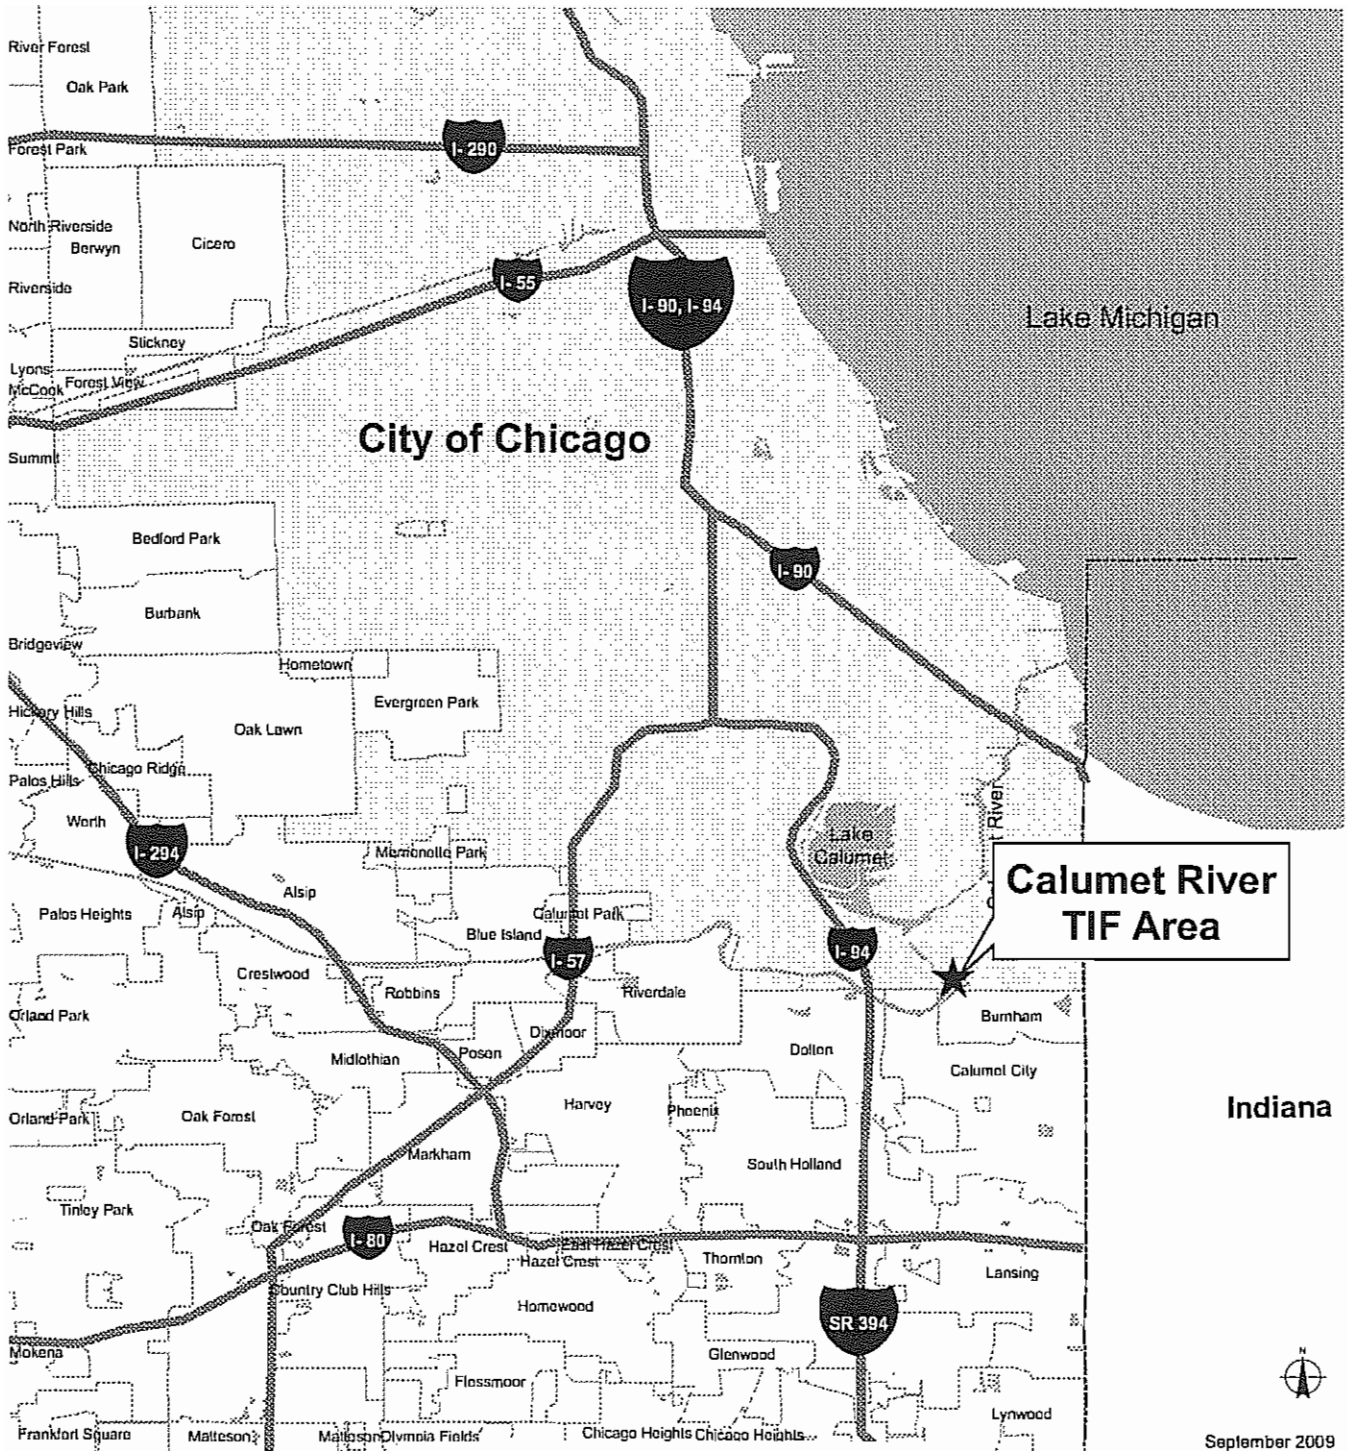 River Forest
Oak Park
I-290
Forest Park
North Riverside
Berwyn
Cicero
I-55
Riverside
I-90, I-94
Lake Michigan
Stickney
Lyons
McCook
Forest View
City of Chicago
Summit
Bedford Park
I-90
Burbank
Bridgeview
Hometown
Evergreen Park
Hickory Hills
Oak Lawn
Chicago Ridge
Palos Hills
Worth
River
Lake
Calumet
I-294
Merrionette Park
Calumet River
TIF Area
Alsip
Palos Heights
Alsip
Calumet Park
Blue Island
I-57
I-94
Crestwood
Robbins
Riverdale
Orland Park
Burnham
Dixmoor
Midlothian
Posen
Dolton
Calumet City
Orland Park
Oak Forest
Harvey
Phoenix
Indiana
Markham
South Holland
Tinley Park
Oak Forest
I-80
Hazel Crest
East Hazel Crest
Hazel Crest
Thornton
Lansing
Country Club Hills
Homewood
SR 394
Mokena
Glenwood
Flossmoor
N
Lynwood
Frankfort Square
Matteson
Matteson
Olympia Fields
Chicago Heights
Chicago Heights
September 2009